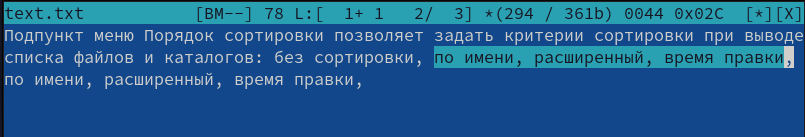 text.txt [BM--] 78 L:[ 1+ 1 2/ 3] *(294 / 361b) 0044 0x02C [*][X]
Подпункт меню Порядок сортировки позволяет задать критерии сортировки при выводе
списка файлов и каталогов: без сортировки, по имени, расширенный, время правки,
по имени, расширенный, время правки,